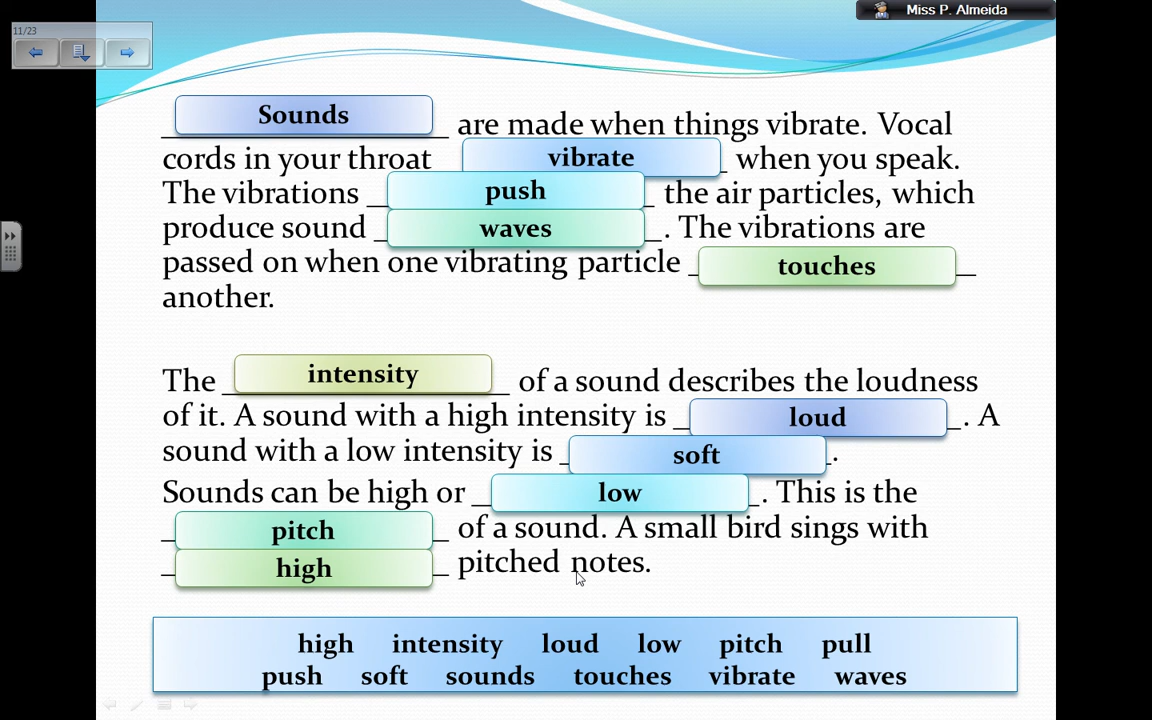 Miss P. Almeida
11/23
Sounds are made when things vibrate. Vocal
cords in your throat vibrate when you speak.
The vibrations _ push _ the air particles, which
produce sound _ waves _. The vibrations are
passed on when one vibrating particle _ touches _
another.
The intensity of a sound describes the loudness
of it. A sound with a high intensity is _ loud _. A
sound with a low intensity is _ soft.
Sounds can be high or _ low _. This is the
_ pitch _ of a sound. A small bird sings with
_ high _ pitched notes.
high intensity loud low pitch pull
push soft sounds touches vibrate waves